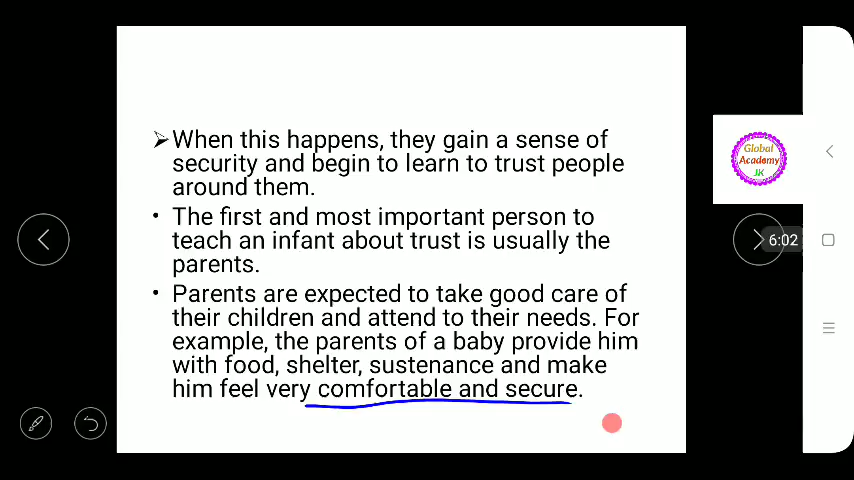 ➢When this happens, they gain a sense of
security and begin to learn to trust people
around them.
• The first and most important person to
teach an infant about trust is usually the
parents.
• Parents are expected to take good care of
their children and attend to their needs. For
example, the parents of a baby provide him
with food, shelter, sustenance and make
him feel very comfortable and secure.
Global
Academy
JK
6:02